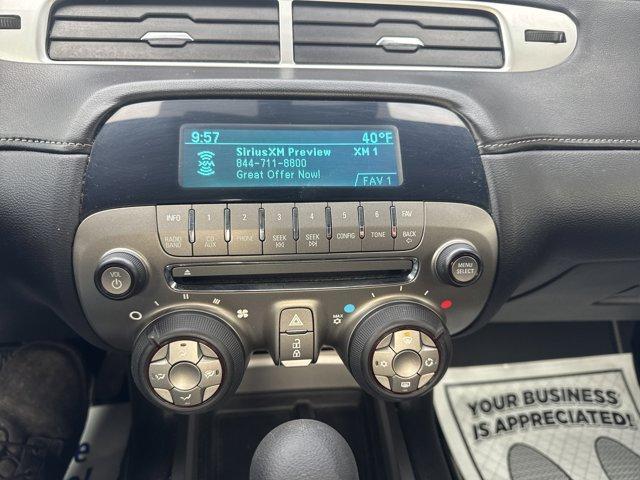 9:57 40°F
SiriusXM Preview XM 1
844-711-8800
Great Offer Now!
FAV 1
INFO 1 2 3 4 5 6 FAV
RADIO BAND CD AUX PHONE SEEK SEEK CONFIG TONE BACK
VOL
MENU SELECT
MAX
YOUR BUSINESS
IS APPRECIATED!